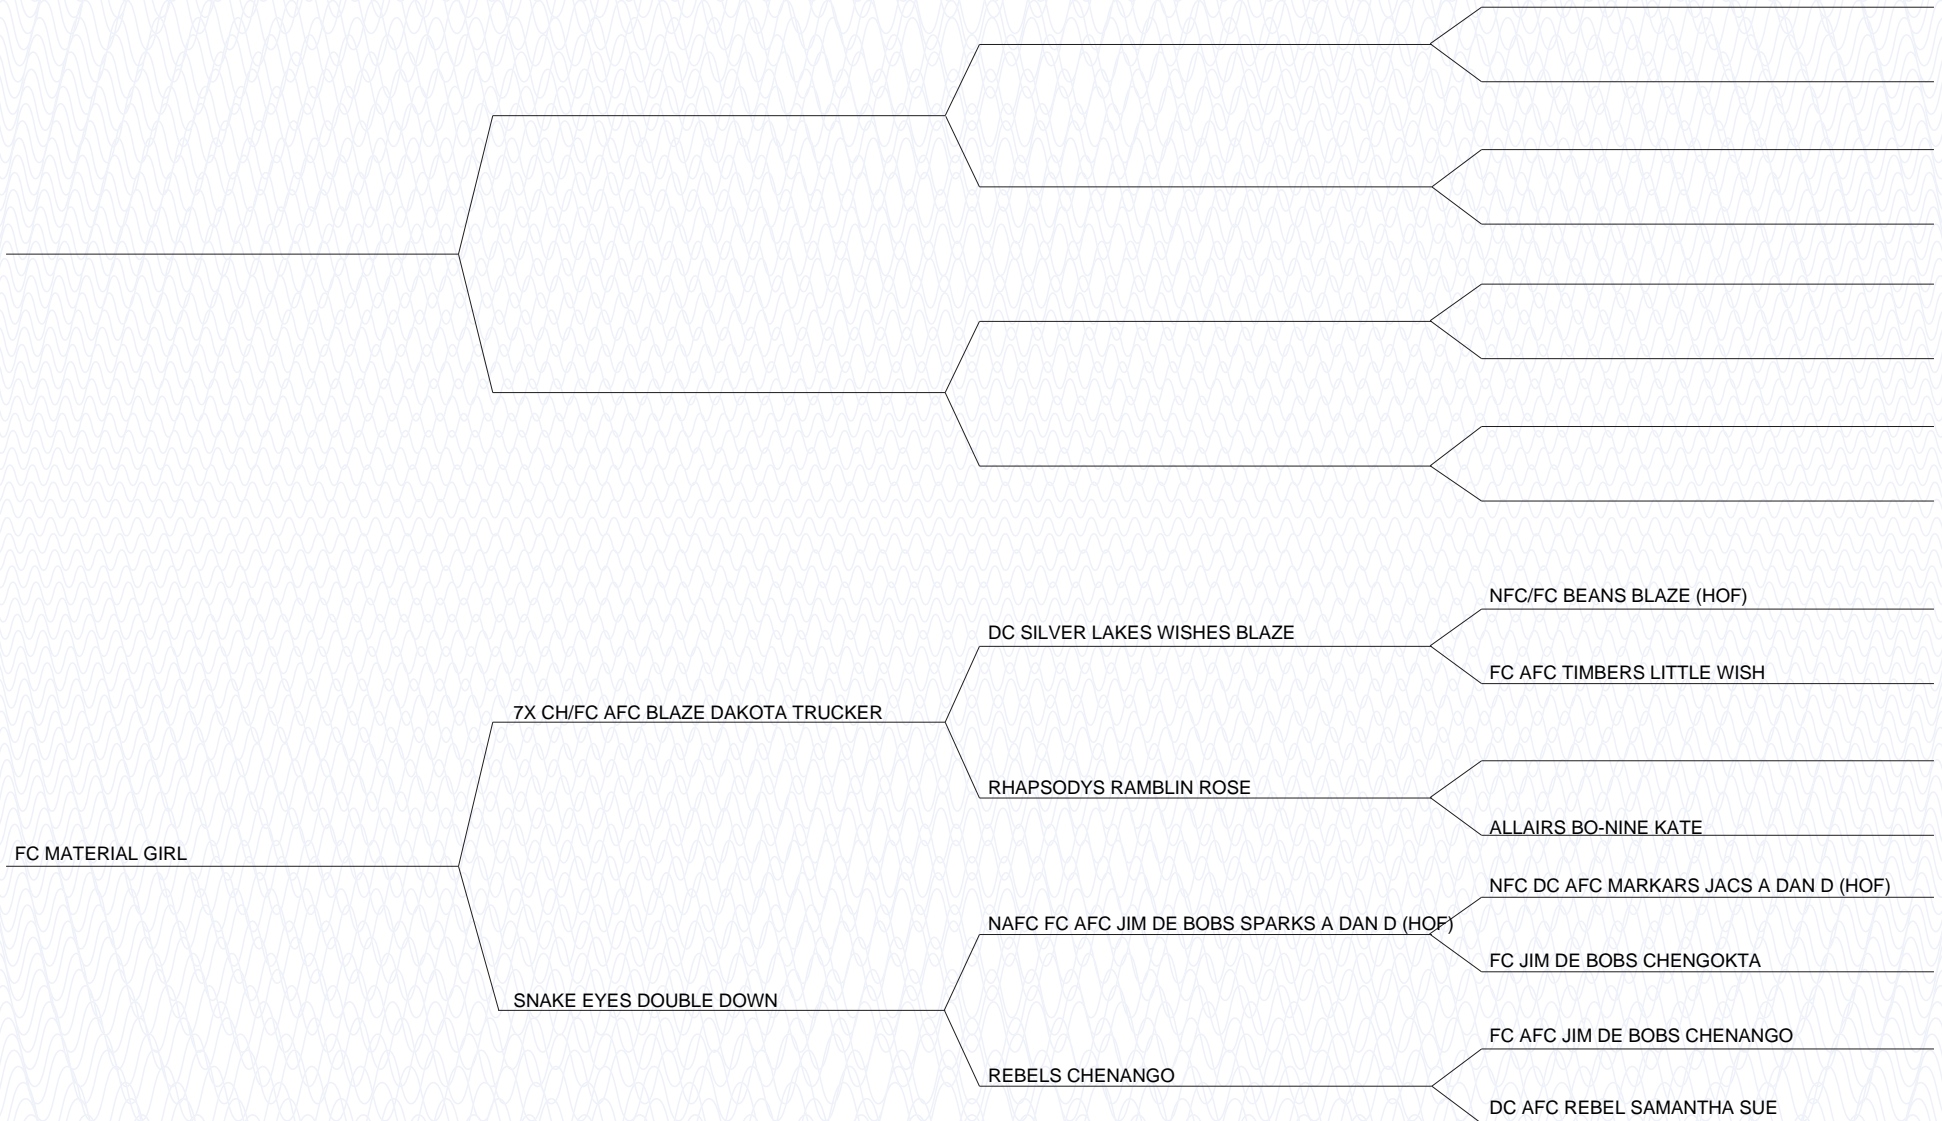 NFC/FC BEANS BLAZE (HOF)
DC SILVER LAKES WISHES BLAZE
FC AFC TIMBERS LITTLE WISH
7X CH/FC AFC BLAZE DAKOTA TRUCKER
RHAPSODYS RAMBLIN ROSE
ALLAIRS BO-NINE KATE
FC MATERIAL GIRL
NFC DC AFC MARKARS JACS A DAN D (HOF)
NAFC FC AFC JIM DE BOBS SPARKS A DAN D (HOF)
FC JIM DE BOBS CHENGOKTA
SNAKE EYES DOUBLE DOWN
FC AFC JIM DE BOBS CHENANGO
REBELS CHENANGO
DC AFC REBEL SAMANTHA SUE